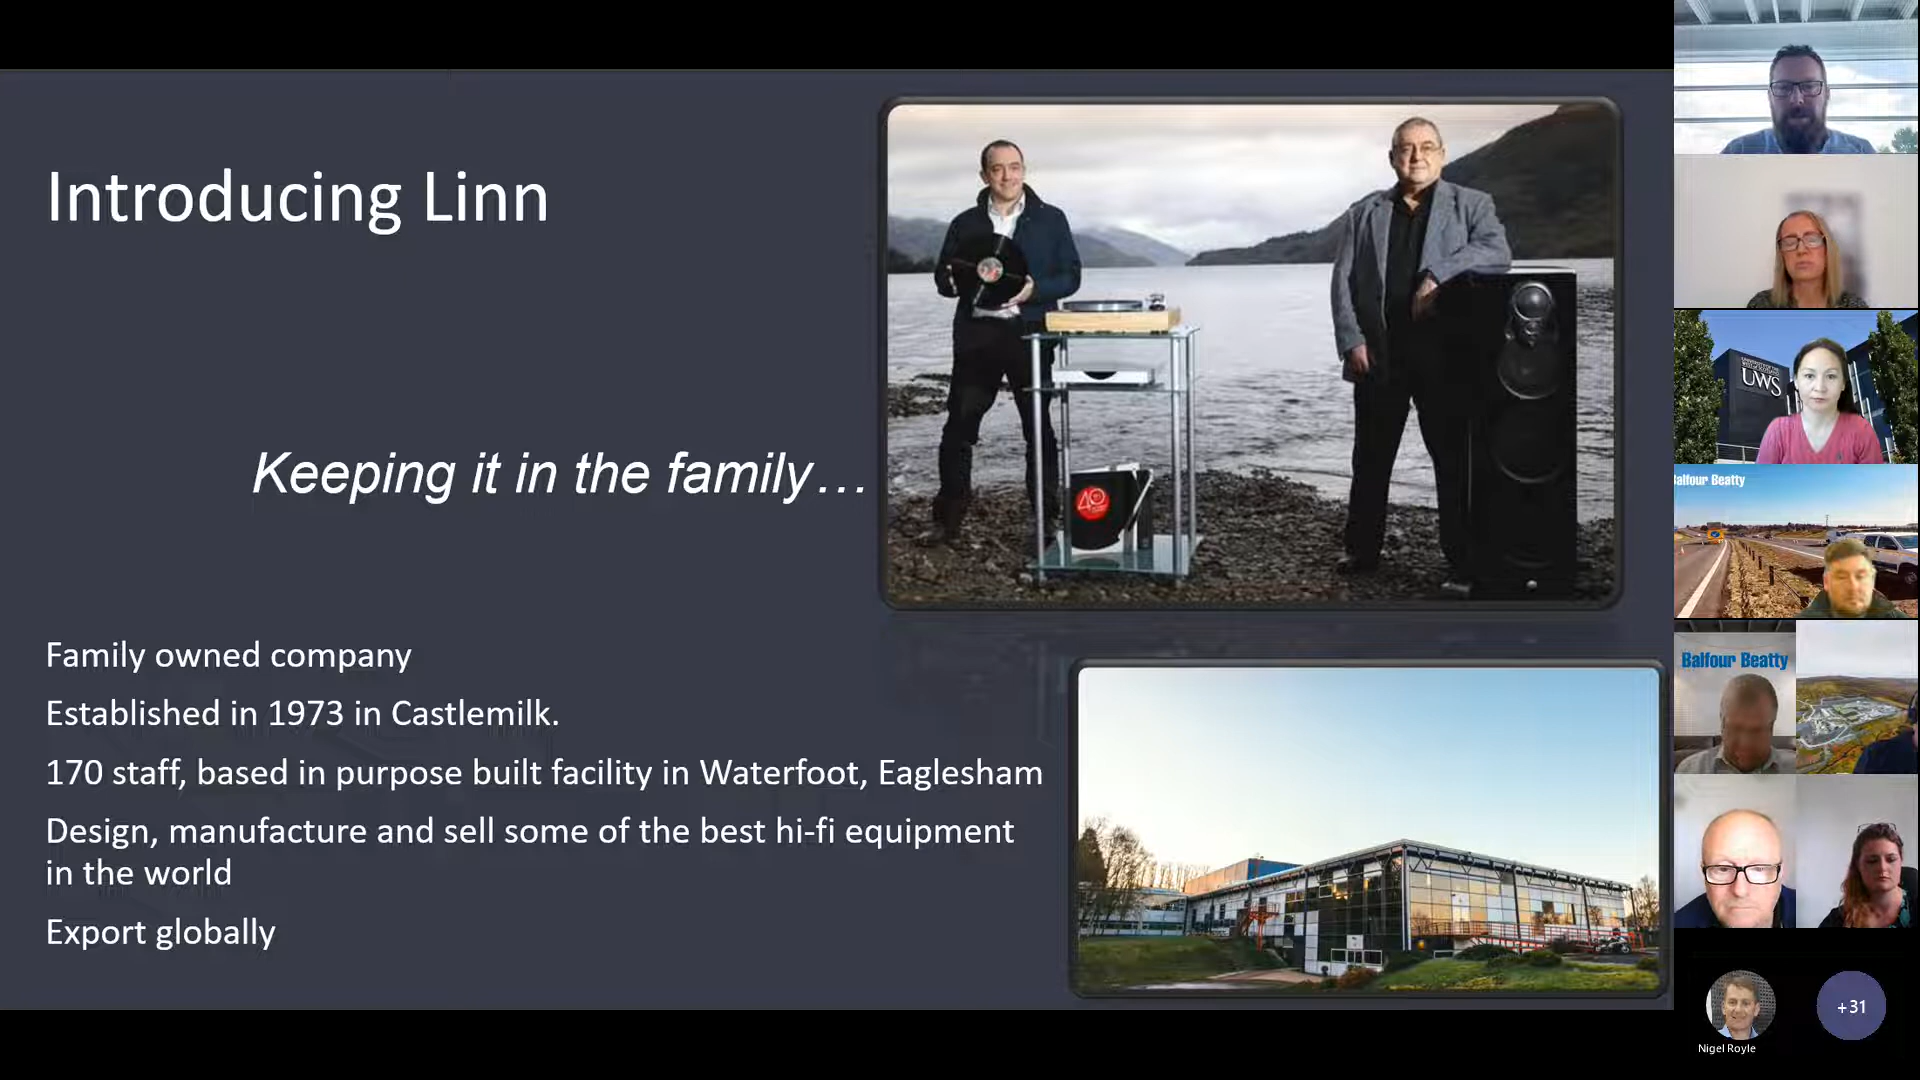 Introducing Linn
Keeping it in the family...
Family owned company
Established in 1973 in Castlemilk.
170 staff, based in purpose built facility in Waterfoot, Eaglesham
Design, manufacture and sell some of the best hi-fi equipment
in the world
Export globally
40
UWS
Balfour Beatty
Balfour Beatty
Nigel Royle
+31